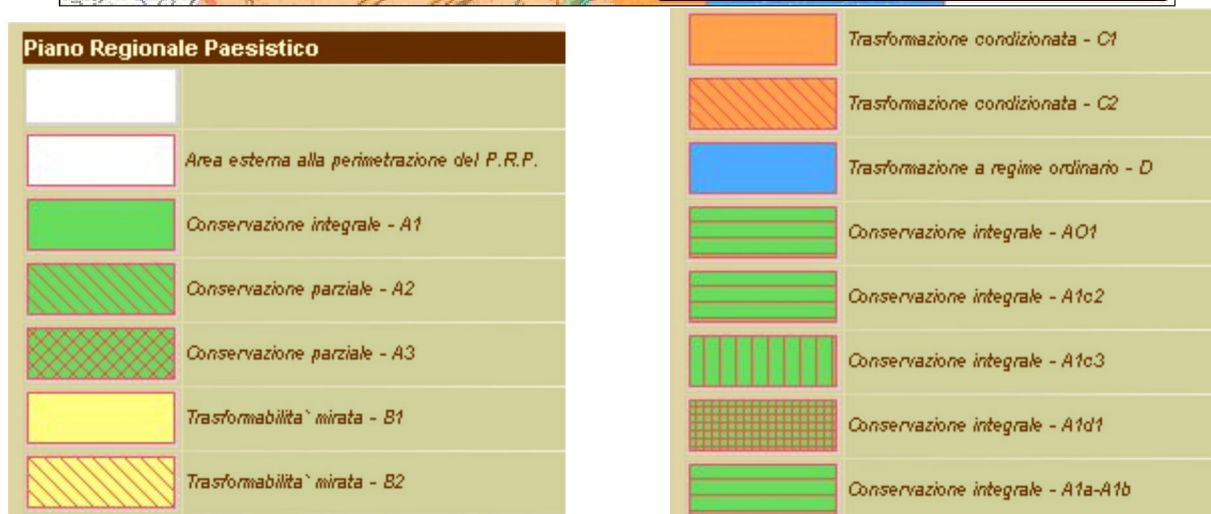 Piano Regionale Paesistico
Area esterna alla perimetrazione del P.R.P.
Conservazione integrale - A1
Conservazione parziale - A2
Conservazione parziale - A3
Trasformabilita` mirata - B1
Trasformabilita` mirata - B2
Trasformazione condizionata - C1
Trasformazione condizionata - C2
Trasformazione a regime ordinario - D
Conservazione integrale - AO1
Conservazione integrale - A1c2
Conservazione integrale - A1c3
Conservazione integrale - A1d1
Conservazione integrale - A1a-A1b